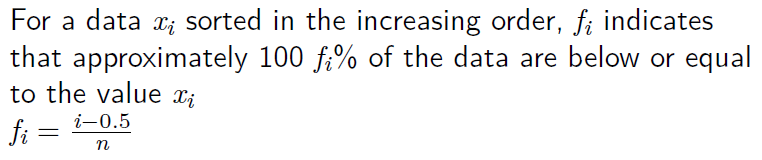 For a data xᵢ sorted in the increasing order, fᵢ indicates
that approximately 100 fᵢ% of the data are below or equal
to the value xᵢ
fᵢ = (i−0.5)/n